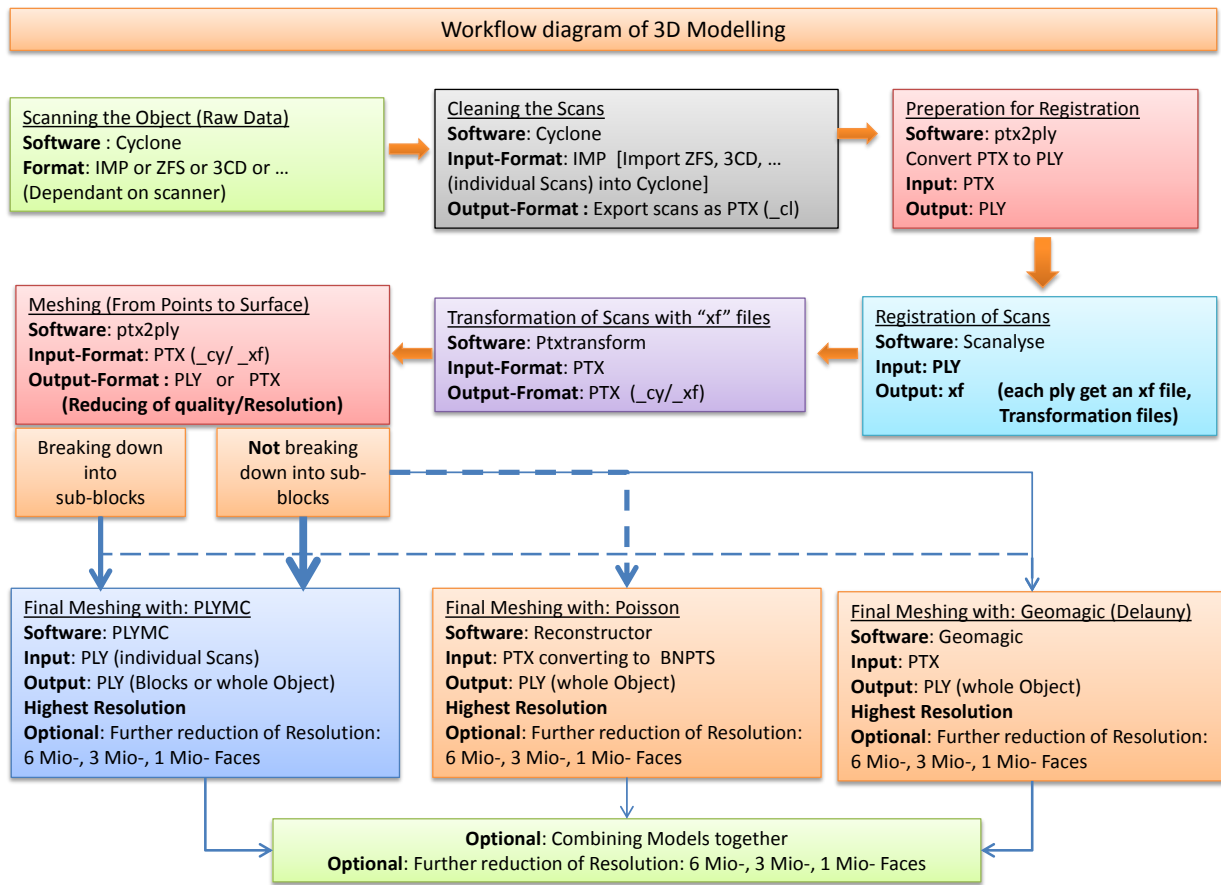 Workflow diagram of 3D Modelling
Scanning the Object (Raw Data)
Software : Cyclone
Format: IMP or ZFS or 3CD or …
(Dependant on scanner)
Cleaning the Scans
Software: Cyclone
Input-Format: IMP [Import ZFS, 3CD, …
(individual Scans) into Cyclone]
Output-Format : Export scans as PTX (_cl)
Preperation for Registration
Software: ptx2ply
Convert PTX to PLY
Input: PTX
Output: PLY
Registration of Scans
Software: Scanalyse
Input: PLY
Output: xf (each ply get an xf file,
Transformation files)
Transformation of Scans with “xf” files
Software: Ptxtransform
Input-Format: PTX
Output-Fromat: PTX (_cy/_xf)
Meshing (From Points to Surface)
Software: ptx2ply
Input-Format: PTX (_cy/ _xf)
Output-Format : PLY or PTX
(Reducing of quality/Resolution)
Breaking down
into
sub-blocks
Not breaking
down into sub-
blocks
Final Meshing with: PLYMC
Software: PLYMC
Input: PLY (individual Scans)
Output: PLY (Blocks or whole Object)
Highest Resolution
Optional: Further reduction of Resolution:
6 Mio-, 3 Mio-, 1 Mio- Faces
Final Meshing with: Poisson
Software: Reconstructor
Input: PTX converting to BNPTS
Output: PLY (whole Object)
Highest Resolution
Optional: Further reduction of Resolution:
6 Mio-, 3 Mio-, 1 Mio- Faces
Final Meshing with: Geomagic (Delauny)
Software: Geomagic
Input: PTX
Output: PLY (whole Object)
Highest Resolution
Optional: Further reduction of Resolution:
6 Mio-, 3 Mio-, 1 Mio- Faces
Optional: Combining Models together
Optional: Further reduction of Resolution: 6 Mio-, 3 Mio-, 1 Mio- Faces